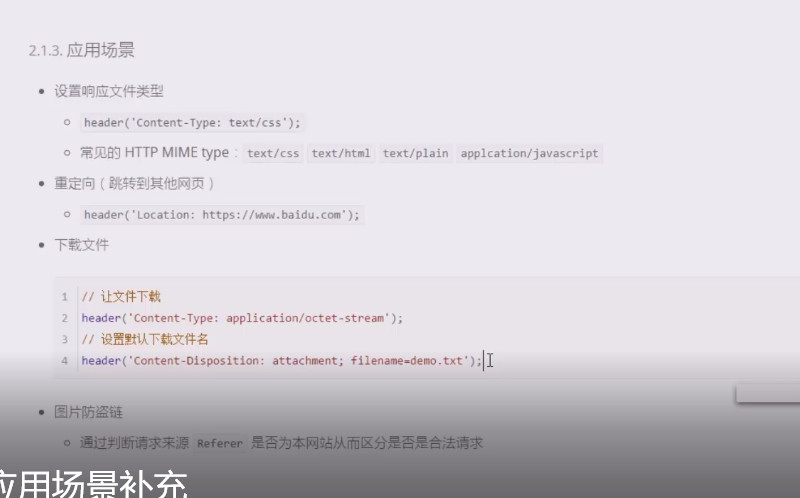 2.1.3. 应用场景
设置响应文件类型
header('Content-Type: text/css');
常见的 HTTP MIME type : text/css text/html text/plain applcation/javascript
重定向（跳转到其他网页）
header('Location: https://www.baidu.com');
下载文件
1 // 让文件下载
2 header('Content-Type: application/octet-stream');
3 // 设置默认下载文件名
4 header('Content-Disposition: attachment; filename=demo.txt');
图片防盗链
通过判断请求来源 Referer 是否为本网站从而区分是否是合法请求
应用场景补充